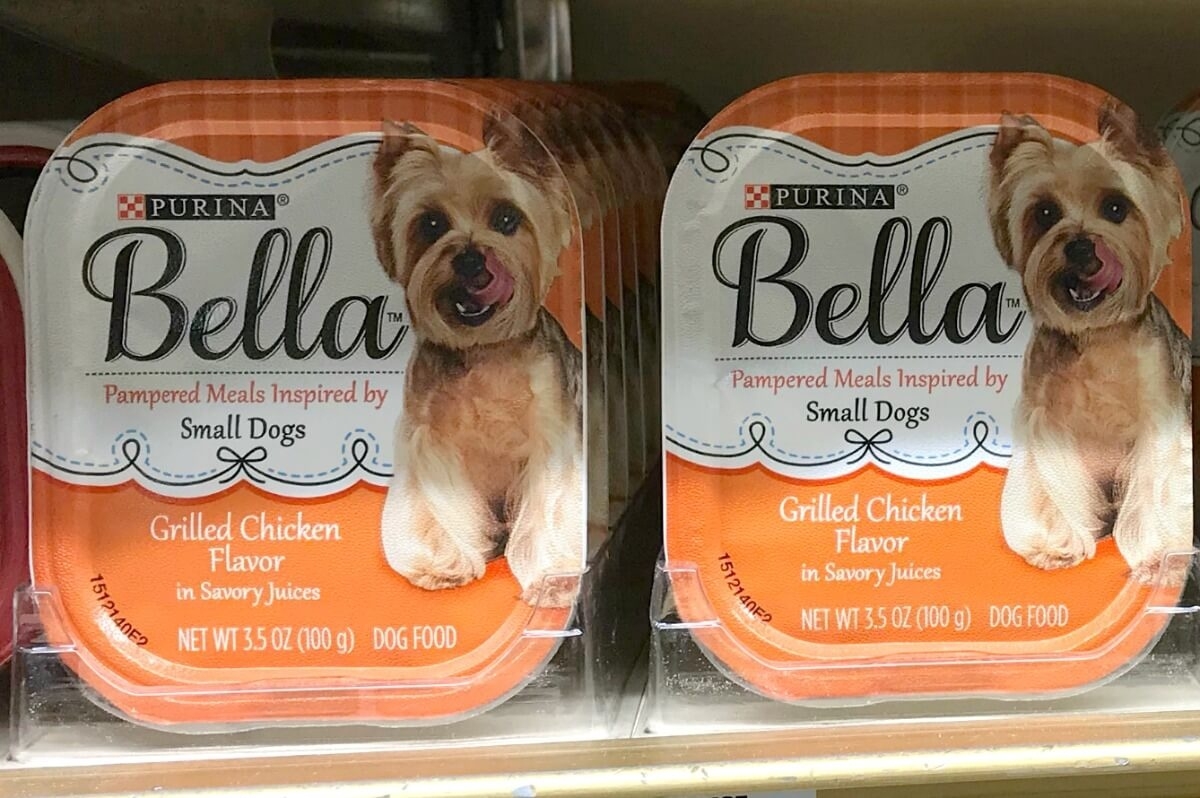 PURINA®
Bella™
Pampered Meals Inspired by
Small Dogs
Grilled Chicken
Flavor
in Savory Juices
NET WT 3.5 OZ (100 g) DOG FOOD
1512140F2
PURINA®
Bella™
Pampered Meals Inspired by
Small Dogs
Grilled Chicken
Flavor
in Savory Juices
NET WT 3.5 OZ (100 g) DOG FOOD